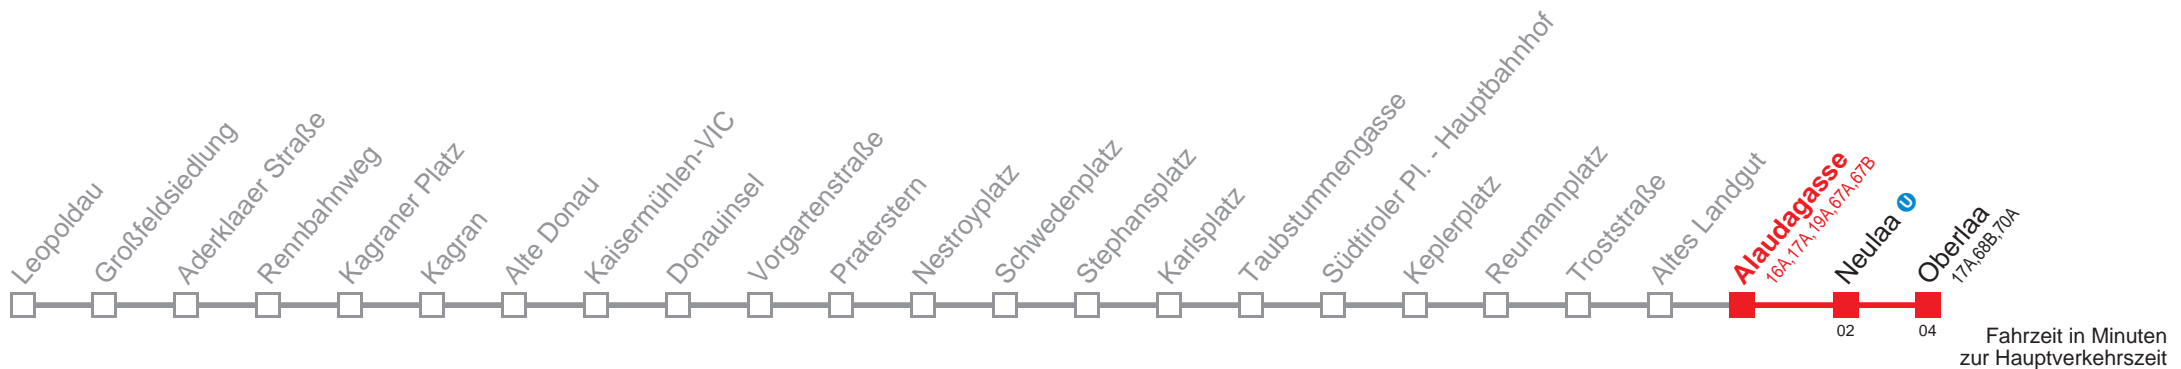 Leopoldau
Großfeldsiedlung
Aderklaaer Straße
Rennbahnweg
Kagraner Platz
Kagran
Alte Donau
Kaisermühlen-VIC
Donauinsel
Vorgartenstraße
Praterstern
Nestroyplatz
Schwedenplatz
Stephansplatz
Karlsplatz
Taubstummengasse
Südtiroler Pl. - Hauptbahnhof
Keplerplatz
Reumannplatz
Troststraße
Altes Landgut
Alaudagasse
16A,17A,19A,67A,67B
Neulaa U
Oberlaa
17A,68B,70A
02
04
Fahrzeit in Minuten
zur Hauptverkehrszeit